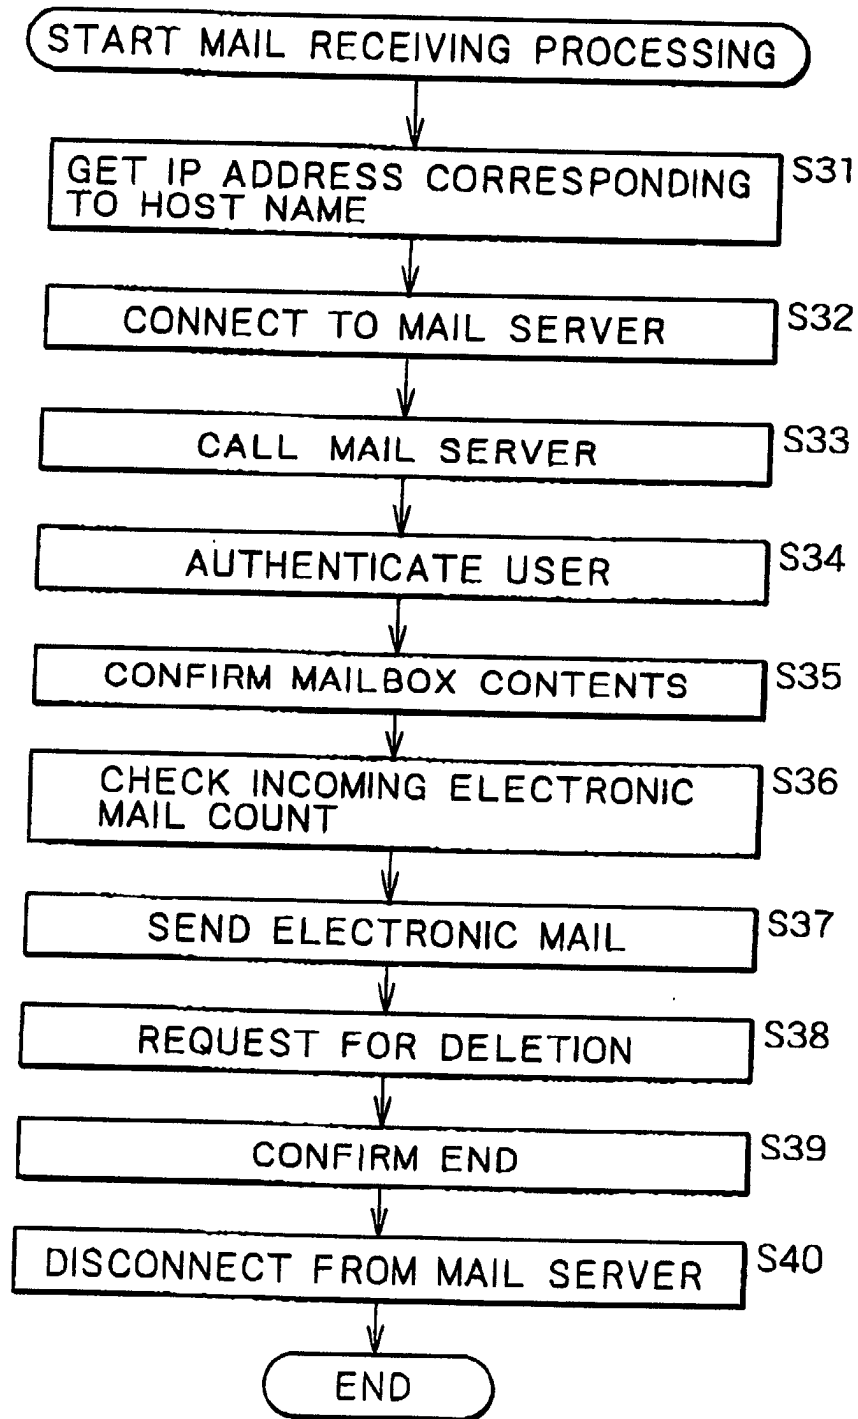 START MAIL RECEIVING PROCESSING
GET IP ADDRESS CORRESPONDING
TO HOST NAME
S31
CONNECT TO MAIL SERVER
S32
CALL MAIL SERVER
S33
AUTHENTICATE USER
S34
CONFIRM MAILBOX CONTENTS
S35
CHECK INCOMING ELECTRONIC
MAIL COUNT
S36
SEND ELECTRONIC MAIL
S37
REQUEST FOR DELETION
S38
CONFIRM END
S39
DISCONNECT FROM MAIL SERVER
S40
END